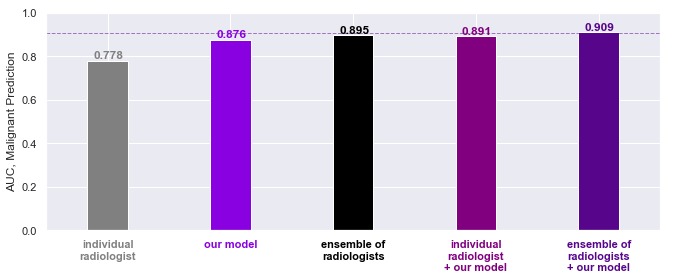 AUC, Malignant Prediction
1.0
0.8
0.6
0.4
0.2
0.0
0.778
0.876
0.895
0.891
0.909
individual
radiologist
our model
ensemble of
radiologists
individual
radiologist
+ our model
ensemble of
radiologists
+ our model